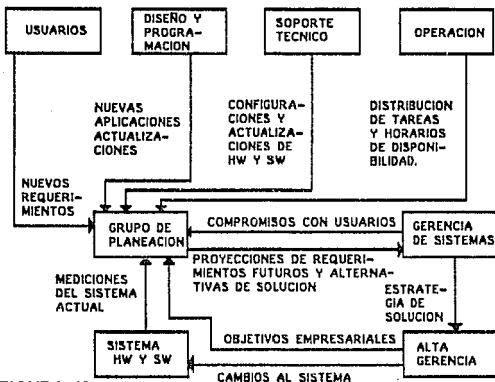 USUARIOS
DISEÑO Y
PROGRA-
MACION
SOPORTE
TECNICO
OPERACION
NUEVAS
APLICACIONES
ACTUALIZA-
CIONES
CONFIGURA-
CIONES Y
ACTUALIZA-
CIONES DE
HW Y SW
DISTRIBUCION
DE TAREAS
Y HORARIOS
DE DISPONI-
BILIDAD.
NUEVOS
REQUERI-
MIENTOS
GRUPO DE
PLANEACION
COMPROMISOS CON USUARIOS
GERENCIA
DE SISTEMAS
PROYECCIONES DE REQUERI-
MIENTOS FUTUROS Y ALTERNA-
TIVAS DE SOLUCION
MEDICIONES
DEL SISTEMA
ACTUAL
ESTRATE-
GIA DE
SOLUCION
OBJETIVOS EMPRESARIALES
SISTEMA
HW Y SW
ALTA
GERENCIA
CAMBIOS AL SISTEMA